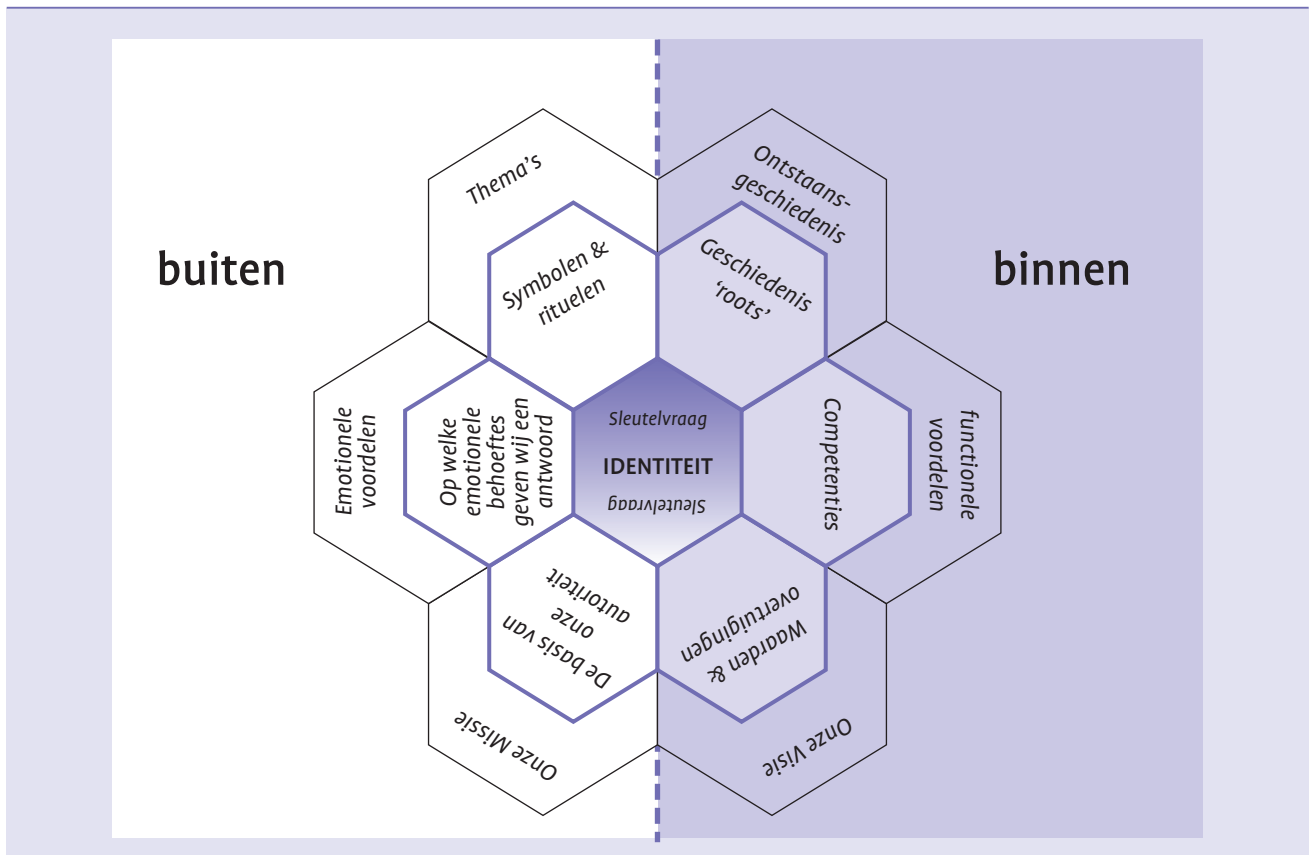 Thema's
Ontstaans-
geschiedenis
buiten
binnen
Symbolen &
rituelen
Geschiedenis
‘roots’
Emotionele
voordelen
Op welke
emotionele
behoeftes
geven wij een
antwoord
Sleutelvraag
IDENTITEIT
Sleutelvraag
Competenties
functionele
voordelen
De basis van
onze
autoriteit
Waarden &
overtuigingen
Onze Missie
Onze Visie